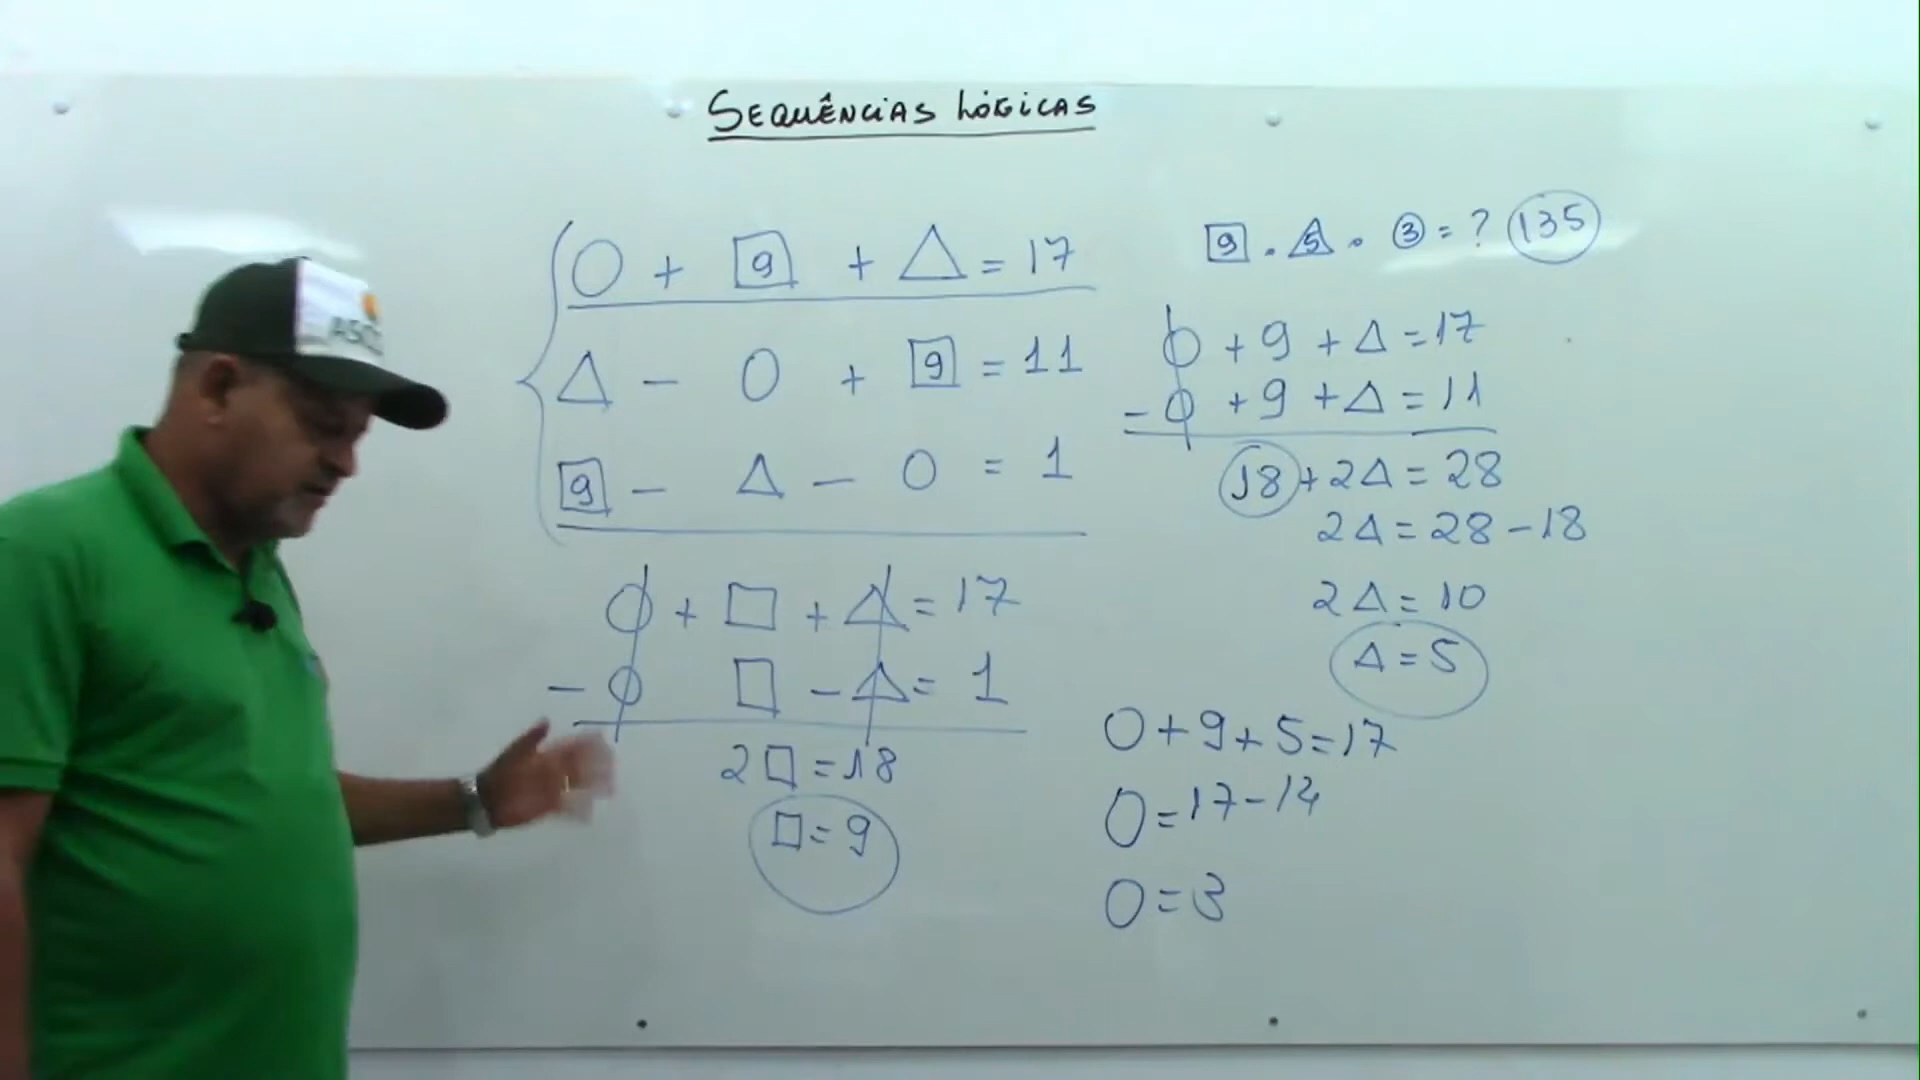 SEQUÊNCIAS LÓGICAS
○ + [9] + △ = 17
△ - ○ + [9] = 11
[9] - △ - ○ = 1
○ + □ + △ = 17
- ○ □ - △ = 1
2□ = 18
□ = 9
[9] . △5 . ③ = ? 135
○ + 9 + △ = 17
- ○ + 9 + △ = 11
18 + 2△ = 28
2△ = 28 - 18
2△ = 10
△ = 5
○ + 9 + 5 = 17
○ = 17 - 14
○ = 3